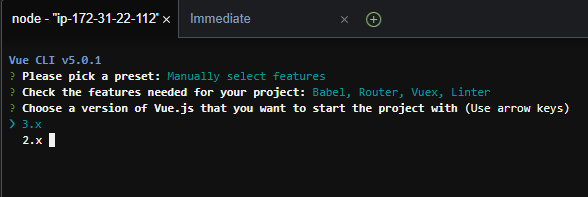 node - "ip-172-31-22-112" × Immediate ×
Vue CLI v5.0.1
? Please pick a preset: Manually select features
? Check the features needed for your project: Babel, Router, Vuex, Linter
? Choose a version of Vue.js that you want to start the project with (Use arrow keys)
❯ 3.x
2.x